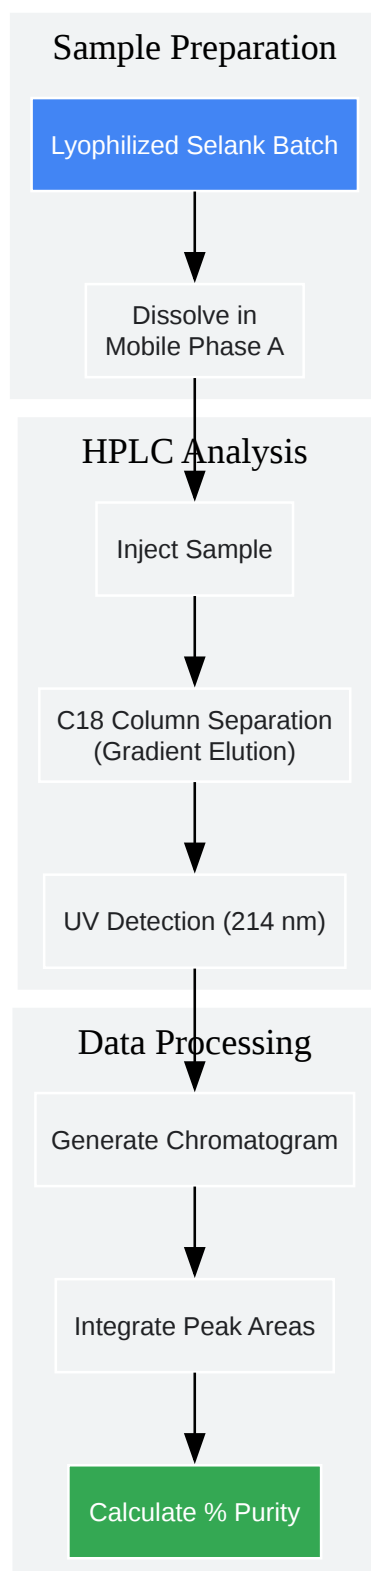 Sample Preparation
Lyophilized Selank Batch
Dissolve in
Mobile Phase A
HPLC Analysis
Inject Sample
C18 Column Separation
(Gradient Elution)
UV Detection (214 nm)
Data Processing
Generate Chromatogram
Integrate Peak Areas
Calculate % Purity